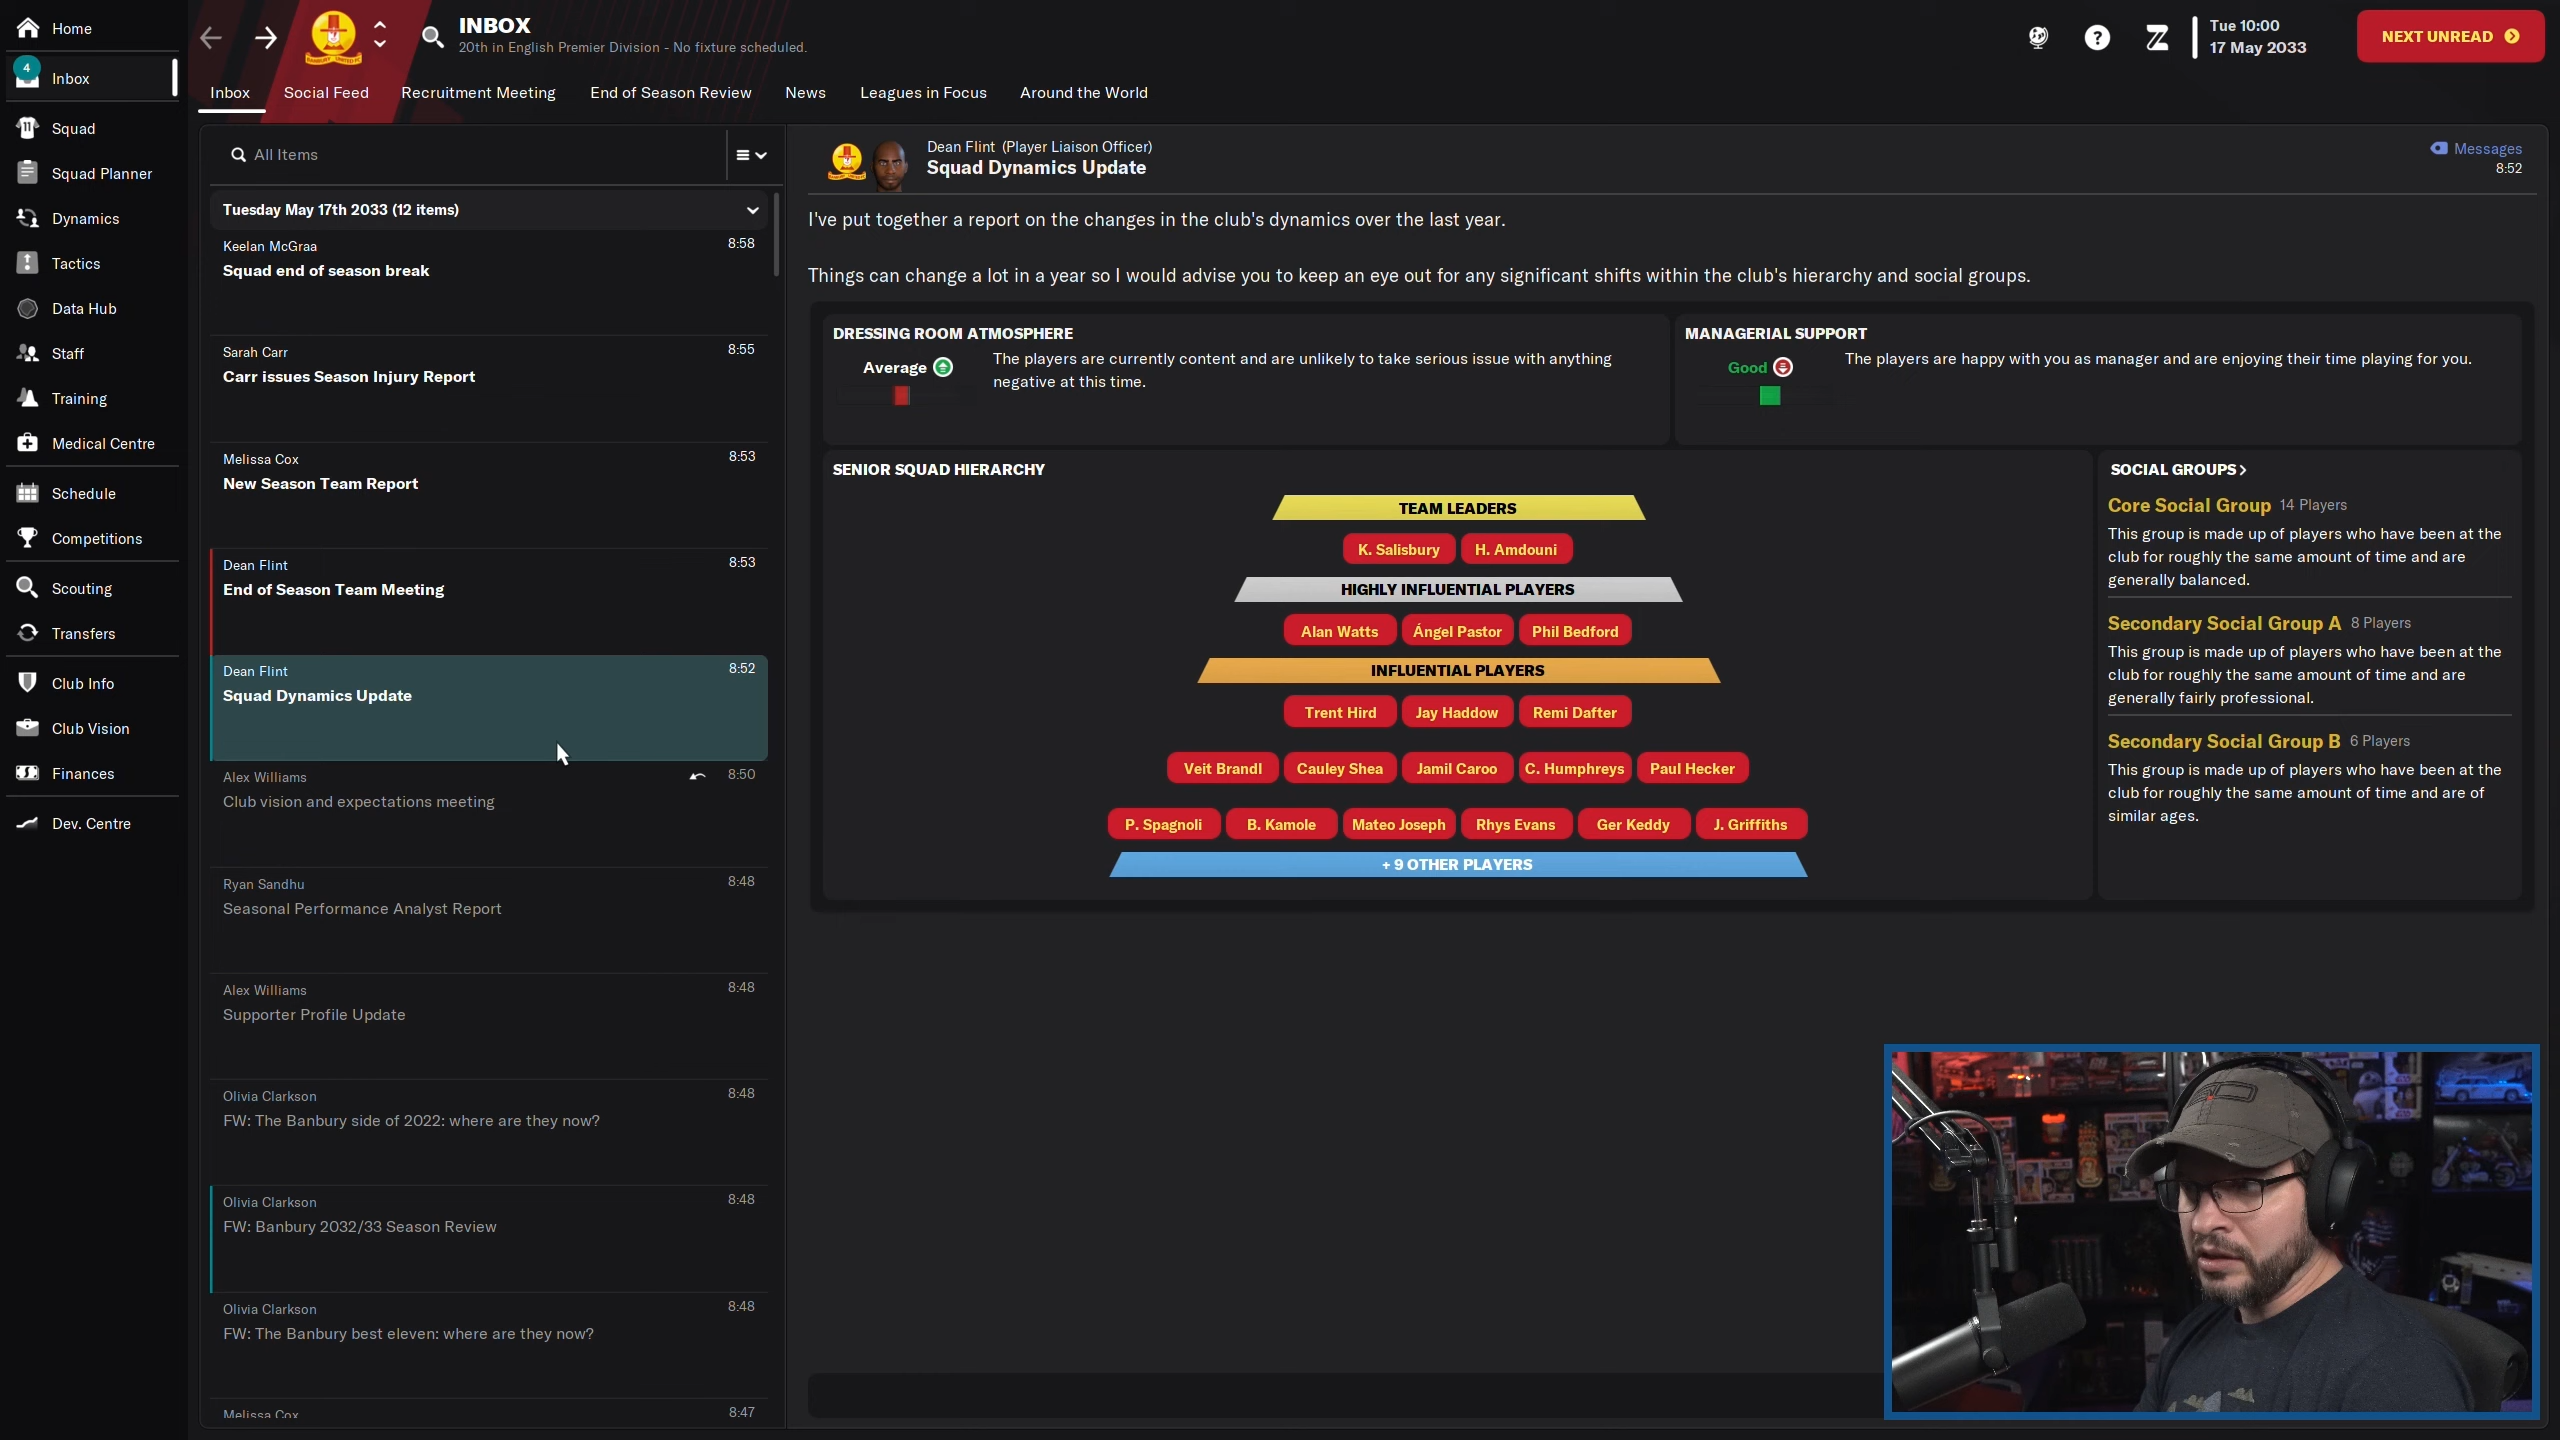 Home
4
Inbox
Squad
Squad Planner
Dynamics
Tactics
Data Hub
Staff
Training
Medical Centre
Schedule
Competitions
Scouting
Transfers
Club Info
Club Vision
Finances
Dev. Centre
INBOX
20th in English Premier Division - No fixture scheduled.
Tue 10:00
17 May 2033
NEXT UNREAD
Inbox
Social Feed
Recruitment Meeting
End of Season Review
News
Leagues in Focus
Around the World
All Items
Tuesday May 17th 2033 (12 items)
Keelan McGraa 8:58
Squad end of season break
Sarah Carr 8:55
Carr issues Season Injury Report
Melissa Cox 8:53
New Season Team Report
Dean Flint 8:53
End of Season Team Meeting
Dean Flint 8:52
Squad Dynamics Update
Alex Williams 8:50
Club vision and expectations meeting
Ryan Sandhu 8:48
Seasonal Performance Analyst Report
Alex Williams 8:48
Supporter Profile Update
Olivia Clarkson 8:48
FW: The Banbury side of 2022: where are they now?
Olivia Clarkson 8:48
FW: Banbury 2032/33 Season Review
Olivia Clarkson 8:48
FW: The Banbury best eleven: where are they now?
Melissa Cox 8:47
Dean Flint (Player Liaison Officer)
Squad Dynamics Update
Messages
8:52
I've put together a report on the changes in the club's dynamics over the last year.
Things can change a lot in a year so I would advise you to keep an eye out for any significant shifts within the club's hierarchy and social groups.
DRESSING ROOM ATMOSPHERE
Average
The players are currently content and are unlikely to take serious issue with anything
negative at this time.
MANAGERIAL SUPPORT
Good
The players are happy with you as manager and are enjoying their time playing for you.
SENIOR SQUAD HIERARCHY
TEAM LEADERS
K. Salisbury H. Amdouni
HIGHLY INFLUENTIAL PLAYERS
Alan Watts Ángel Pastor Phil Bedford
INFLUENTIAL PLAYERS
Trent Hird Jay Haddow Remi Dafter
Veit Brandl Cauley Shea Jamil Caroo C. Humphreys Paul Hecker
P. Spagnoli B. Kamole Mateo Joseph Rhys Evans Ger Keddy J. Griffiths
+ 9 OTHER PLAYERS
SOCIAL GROUPS >
Core Social Group 14 Players
This group is made up of players who have been at the
club for roughly the same amount of time and are
generally balanced.
Secondary Social Group A 8 Players
This group is made up of players who have been at the
club for roughly the same amount of time and are
generally fairly professional.
Secondary Social Group B 6 Players
This group is made up of players who have been at the
club for roughly the same amount of time and are of
similar ages.